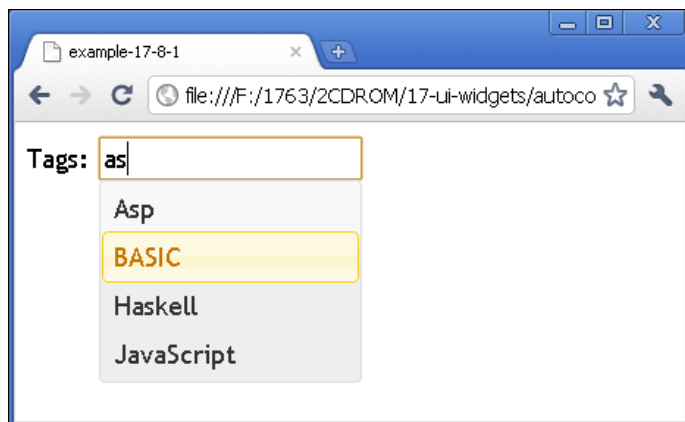 example-17-8-1
file:///F:/1763/2CDROM/17-ui-widgets/autoco
Tags: as
Asp
BASIC
Haskell
JavaScript